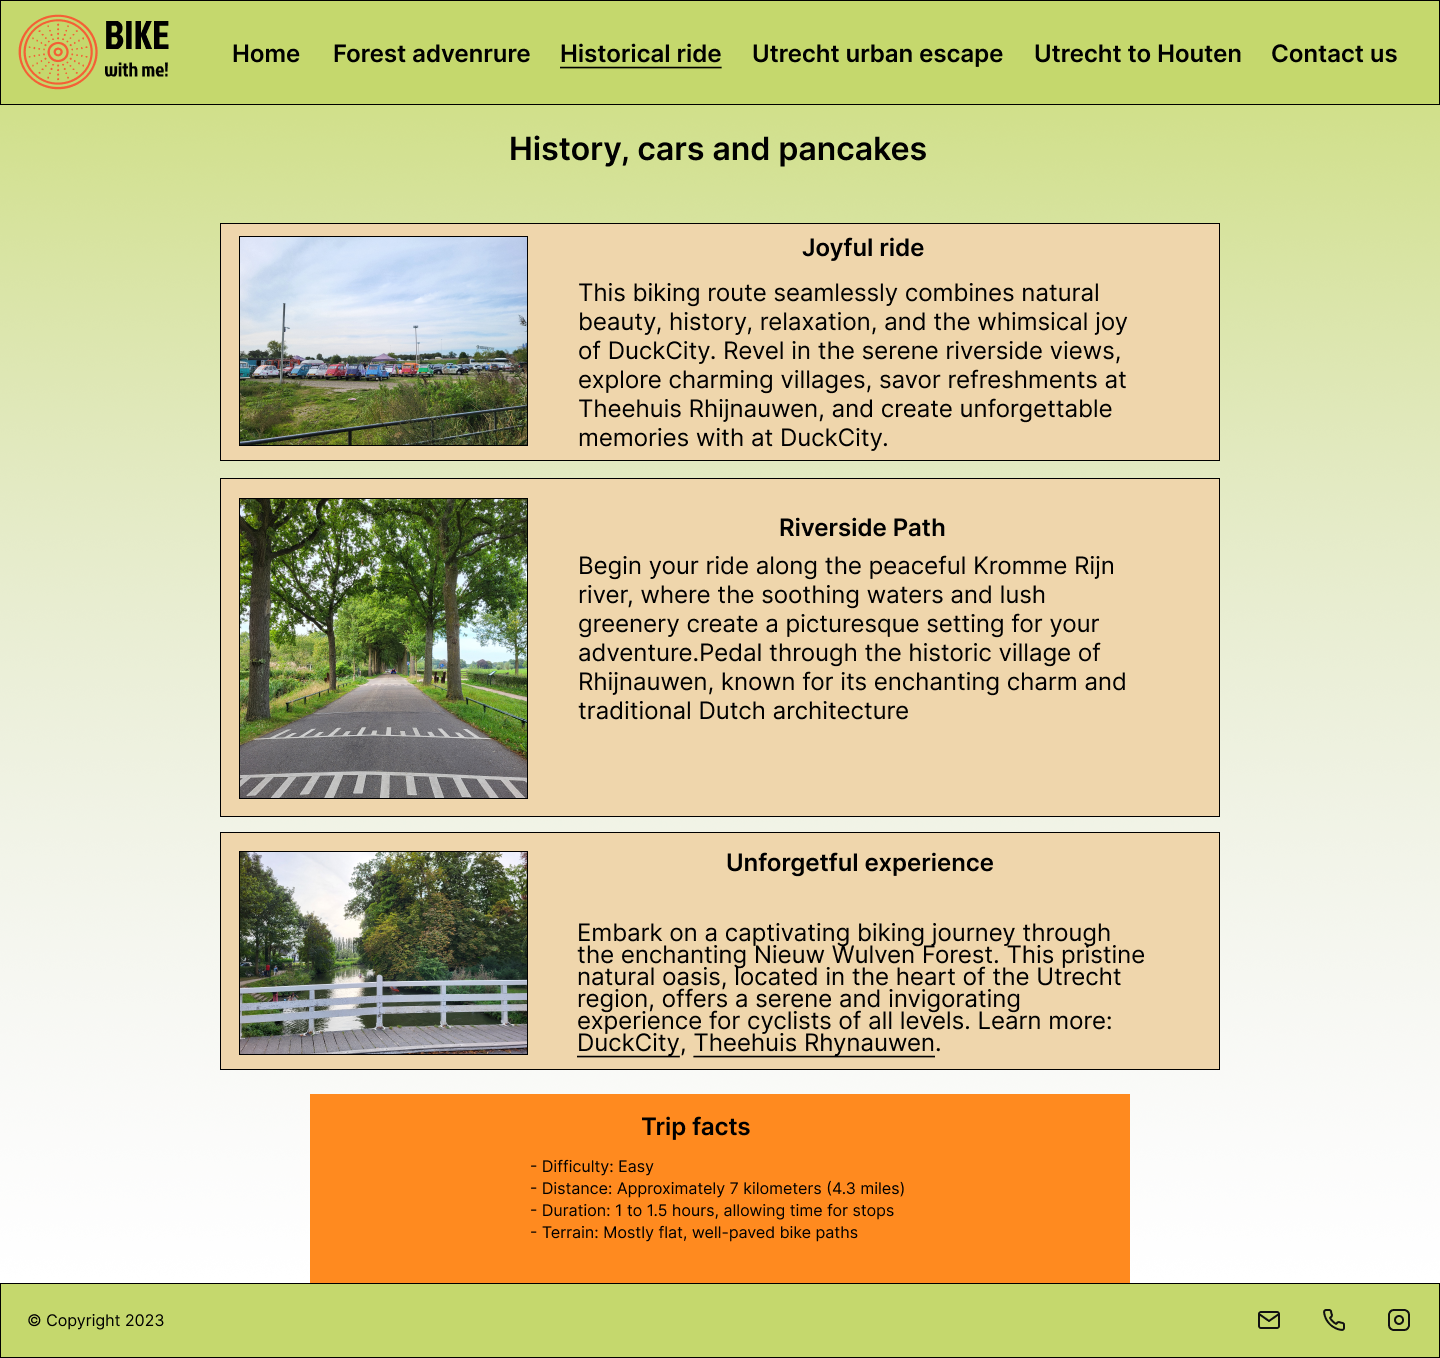 BIKE
with me!
Home Forest advenrure Historical ride Utrecht urban escape Utrecht to Houten Contact us
History, cars and pancakes
Joyful ride
This biking route seamlessly combines natural
beauty, history, relaxation, and the whimsical joy
of DuckCity. Revel in the serene riverside views,
explore charming villages, savor refreshments at
Theehuis Rhijnauwen, and create unforgettable
memories with at DuckCity.
Riverside Path
Begin your ride along the peaceful Kromme Rijn
river, where the soothing waters and lush
greenery create a picturesque setting for your
adventure.Pedal through the historic village of
Rhijnauwen, known for its enchanting charm and
traditional Dutch architecture
Unforgetful experience
Embark on a captivating biking journey through
the enchanting Nieuw Wulven Forest. This pristine
natural oasis, located in the heart of the Utrecht
region, offers a serene and invigorating
experience for cyclists of all levels. Learn more:
DuckCity, Theehuis Rhynauwen.
Trip facts
- Difficulty: Easy
- Distance: Approximately 7 kilometers (4.3 miles)
- Duration: 1 to 1.5 hours, allowing time for stops
- Terrain: Mostly flat, well-paved bike paths
© Copyright 2023